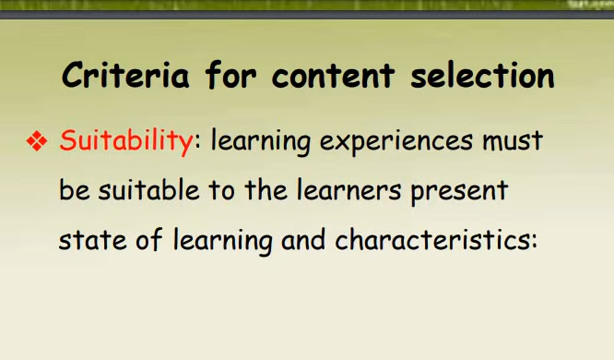 Criteria for content selection
❖ Suitability: learning experiences must
be suitable to the learners present
state of learning and characteristics: